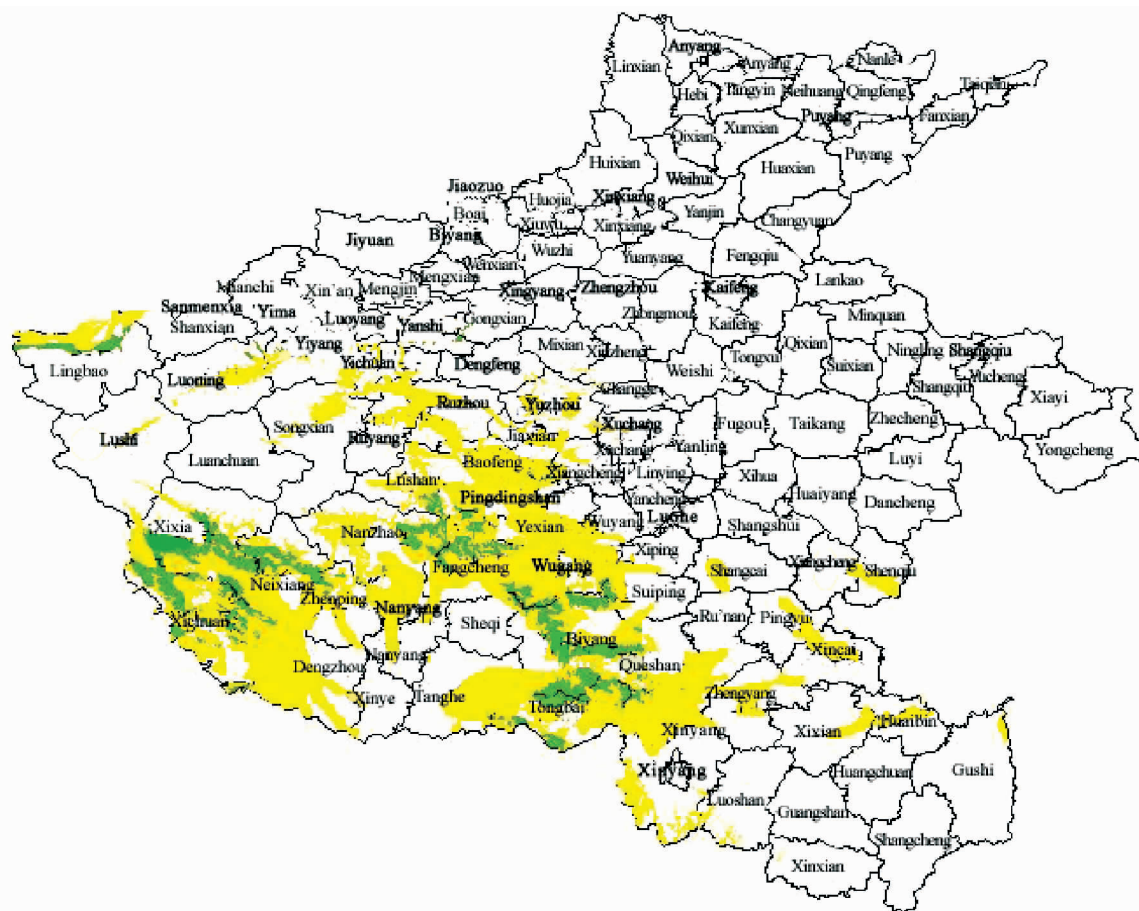 Anyang
Linxian
Anyang
Nanle
Hebi
Tangyin
Neihuang
Qingfeng
Taiqian
Puyang
Fanxian
Qixian
Xunxian
Puyang
Huixian
Huaxian
Weihui
Jiaozuo
Huojia
Xinxiang
Boai
Xiuwu
Xinxiang
Yanjin
Changyuan
Jiyuan
Biyang
Wuzhi
Yuanyang
Fengqiu
Wenxian
Mengxian
Mianchi
Xin'an
Mengjin
Xingyang
Zhengzhou
Kaifeng
Lankao
Sanmenxia
Yima
Luoyang
Yanshi
Gongxian
Zhongmou
Kaifeng
Minquan
Shanxian
Yiyang
Mixian
Xinzheng
Qixian
Ningling
Shangqiu
Lingbao
Yichuan
Dengfeng
Weishi
Tongxu
Suixian
Yucheng
Luoning
Changge
Shangqiu
Xiayi
Ruzhou
Yuzhou
Songxian
Xuchang
Fugou
Taikang
Zhecheng
Lushi
Ruyang
Jiaxian
Xuchang
Yanling
Yongcheng
Luanchuan
Baofeng
Xiangcheng
Linying
Xihua
Luyi
Lushan
Pingdingshan
Yancheng
Huaiyang
Dancheng
Xixia
Nanzhao
Yexian
Wuyang
Luohe
Shangshui
Fangcheng
Wugang
Xiping
Shangcai
Xiangcheng
Shenqiu
Neixiang
Zhenping
Suiping
Xichuan
Nanyang
Sheqi
Biyang
Ru'nan
Pingyu
Nanyang
Queshan
Xincai
Dengzhou
Xinye
Tanghe
Tongbai
Zhengyang
Xinyang
Xixian
Huaibin
Xinyang
Huangchuan
Gushi
Luoshan
Guangshan
Shangcheng
Xinxian